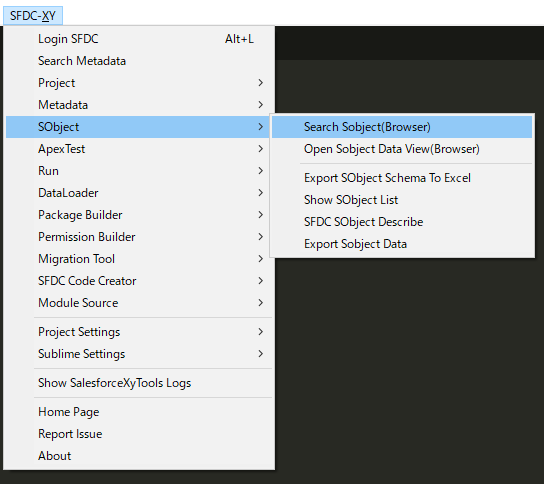 SFDC-XY
Login SFDC Alt+L
Search Metadata
Project
Metadata
SObject
ApexTest
Run
DataLoader
Package Builder
Permission Builder
Migration Tool
SFDC Code Creator
Module Source
Project Settings
Sublime Settings
Show SalesforceXyTools Logs
Home Page
Report Issue
About
Search Sobject(Browser)
Open Sobject Data View(Browser)
Export SObject Schema To Excel
Show SObject List
SFDC SObject Describe
Export Sobject Data